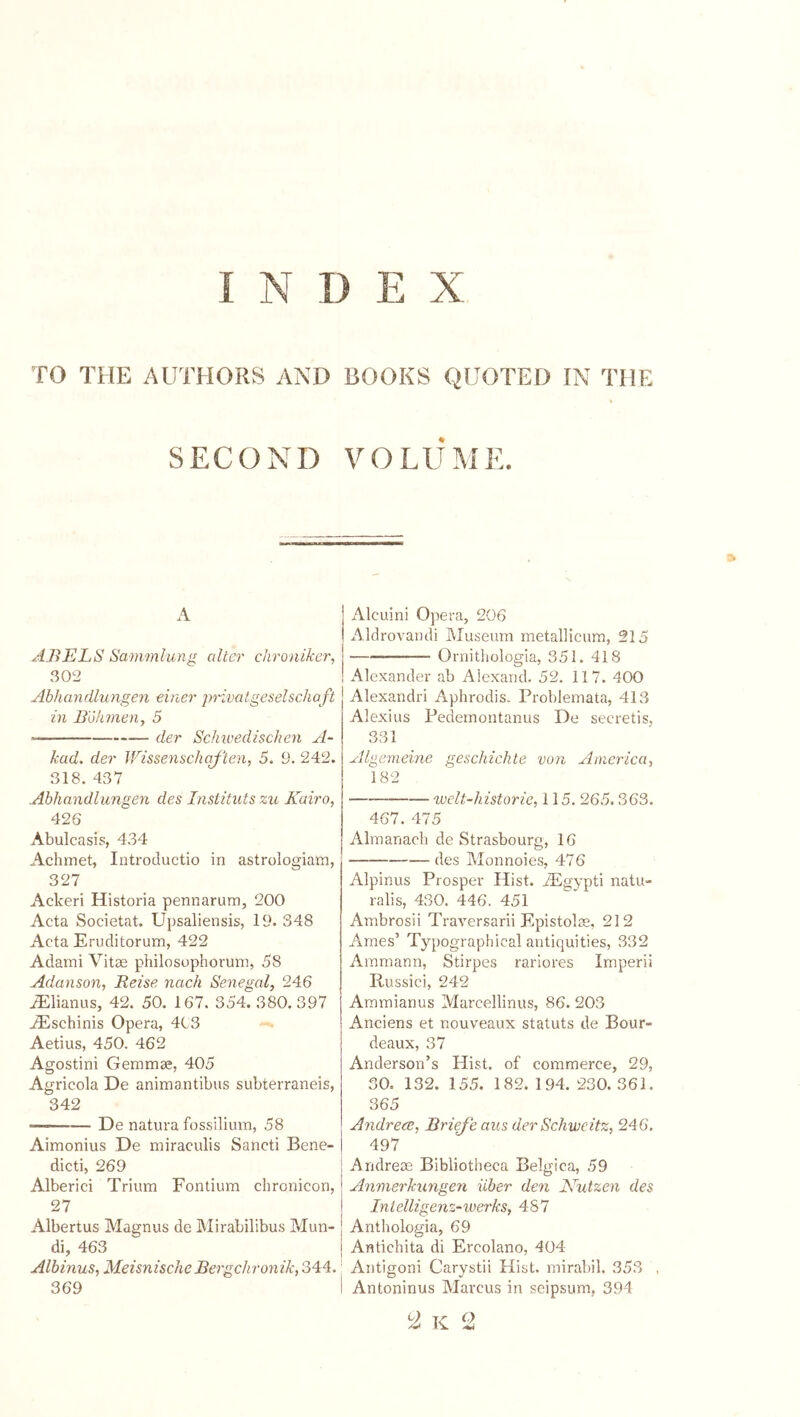 INDEX
TO THE AUTHORS AND BOOKS QUOTED IN THE
SECOND VOLUME.
A
ABELS Sammlung alter chroniker,
302
Abhandlungen einer privatgeselschaft
in Böhmen, 5
——— der Schwedischen A-
kad. der Wissenschaften, 5. 9. 242.
318. 437
Abhandlungen des Instituts zu Kairo,
426
Abulcasis, 434
Achmet, Introductio in astrologiam,
327
Ackeri Historia pennarum, 200
Acta Societat. Upsaliensis, 19. 348
Acta Eruditorum, 422
Adami Vitæ philosophorum, 58
Adanson, Reise nach Senegal, 246
Ælianus, 42. 50. 167. 354. 380. 397
Æschinis Opera, 403
Aetius, 450. 462
Agostini Gemmæ, 405
Agricola De animantibus subterraneis,
342
——— De natura fossilium, 58
Aimonius De miraculis Sancti Bene-
dicti, 269
Alberici Trium Fontium chronicon,
27
Albertus Magnus de Mirabilibus Mun-
di, 463
Albinus, Meisnische Bergchronik, 344.
369
Alcuini Opera, 206
Aldrovandi Museum metallicum, 215
——— Ornithologia, 351. 418
Alexander ab Alexand. 52. 117. 400
Alexandri Aphrodis. Problemata, 413
Alexius Pedemontanus De secretis,
331
Algemeine geschichte von America,
182
——— welt-historie, 115. 265. 363.
467. 475
Almanach de Strasbourg, 16
——— des Monnoies, 476
Alpinus Prosper Hist. Ægypti natu-
ralis, 430. 446. 451
Ambrosii Traversarii Epistolæ, 212
Ames' Typographical antiquities, 332
Ammann, Stirpes rariores Imperii
Russici, 242
Ammianus Marcellinus, 86. 203
Anciens et nouveaux statuts de Bour-
deaux, 37
Anderson's Hist. of commerce, 29,
30. 132. 155. 182. 194. 230. 361.
365
Andreæ, Briefe aus der Schweitz, 246.
497
Andreæ Bibliotheca Belgica, 59
Anmerkungen über den Nutzen des
Intelligenz-werks, 487
Anthologia, 69
Antichita di Ercolano, 404
Antigoni Carystii Hist. mirabil. 353
Antoninus Marcus in seipsum, 394
2 K 2